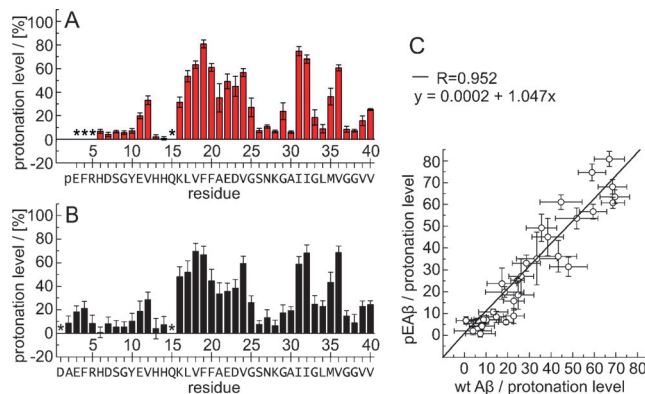 A
protonation level / [%]
100
80
60
40
20
0
-20
*** *
5 10 15 20 25 30 35 40
pEFRHDSGYEVHHQKLVFFAEDVGSNKGAIIGLMVGGVV
residue
B
protonation level / [%]
100
80
60
40
20
0
-20
* *
5 10 15 20 25 30 35 40
DAEFRHDSGYEVHHQKLVFFAEDVGSNKGAIIGLMVGGVV
residue
C
— R=0.952
y = 0.0002 + 1.047x
pEAβ / protonation level
80
70
60
50
40
30
20
10
0
0 10 20 30 40 50 60 70 80
wt Aβ / protonation level